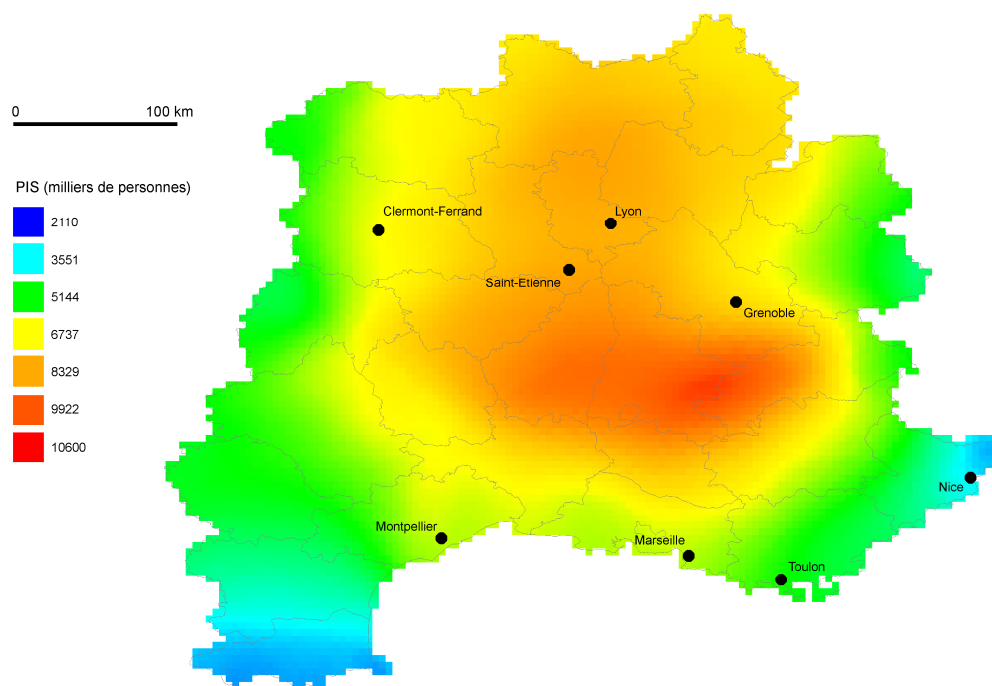 0 100 km
PIS (milliers de personnes)
2110
3551
5144
6737
8329
9922
10600
Clermont-Ferrand
Lyon
Saint-Etienne
Grenoble
Nice
Montpellier
Marseille
Toulon